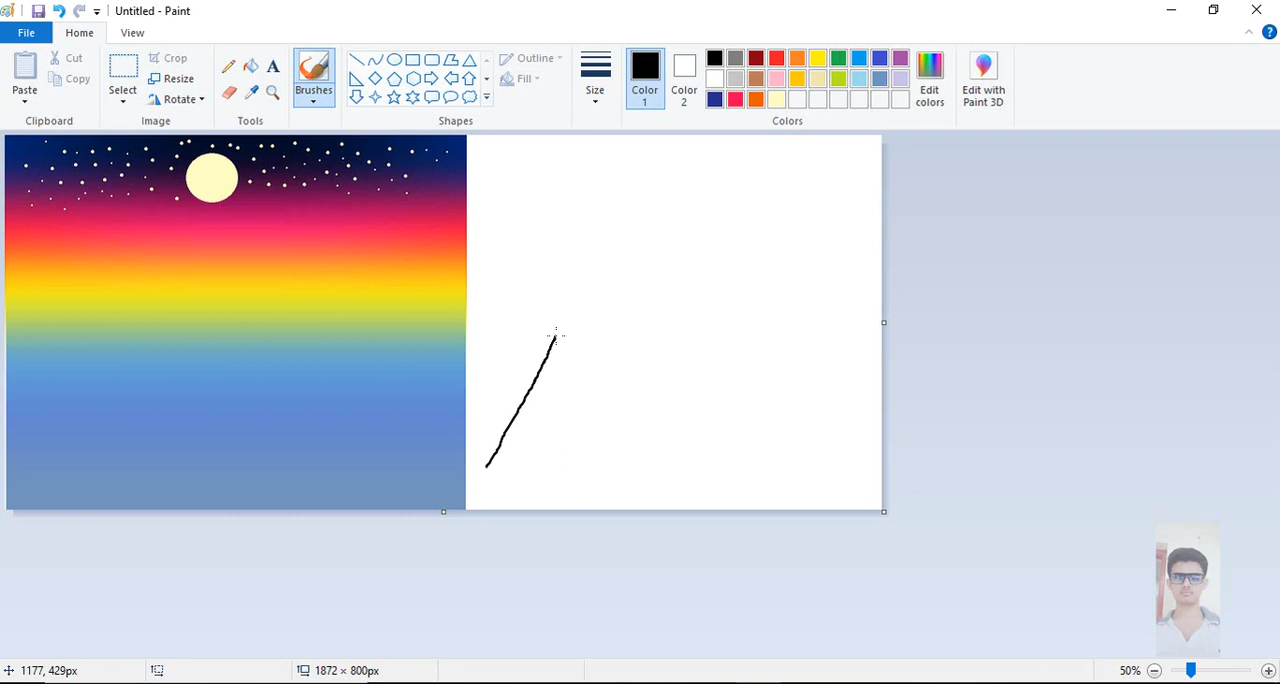 Untitled - Paint
File Home View
Paste Cut Copy
Clipboard
Select Crop Resize Rotate
Image
A
Tools
Brushes
Outline Fill
Shapes
Size
Color 1 Color 2
Edit colors
Colors
Edit with Paint 3D
1177, 429px
1872 × 800px
50%